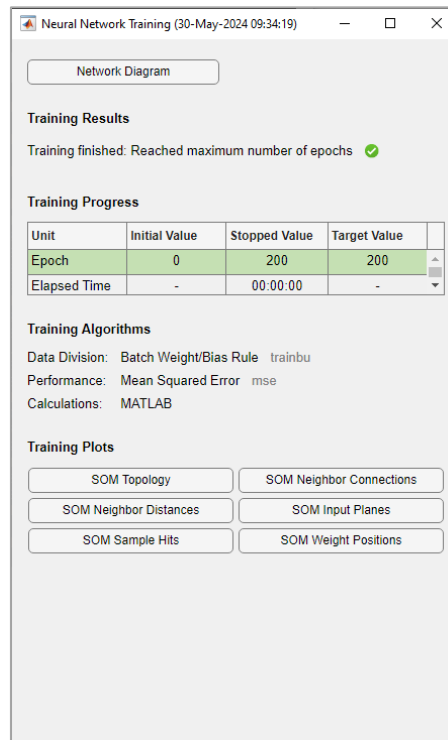 Neural Network Training (30-May-2024 09:34:19)
Network Diagram
Training Results
Training finished: Reached maximum number of epochs
Training Progress
Unit Initial Value Stopped Value Target Value
Epoch 0 200 200
Elapsed Time - 00:00:00 -
Training Algorithms
Data Division: Batch Weight/Bias Rule trainbu
Performance: Mean Squared Error mse
Calculations: MATLAB
Training Plots
SOM Topology SOM Neighbor Connections
SOM Neighbor Distances SOM Input Planes
SOM Sample Hits SOM Weight Positions